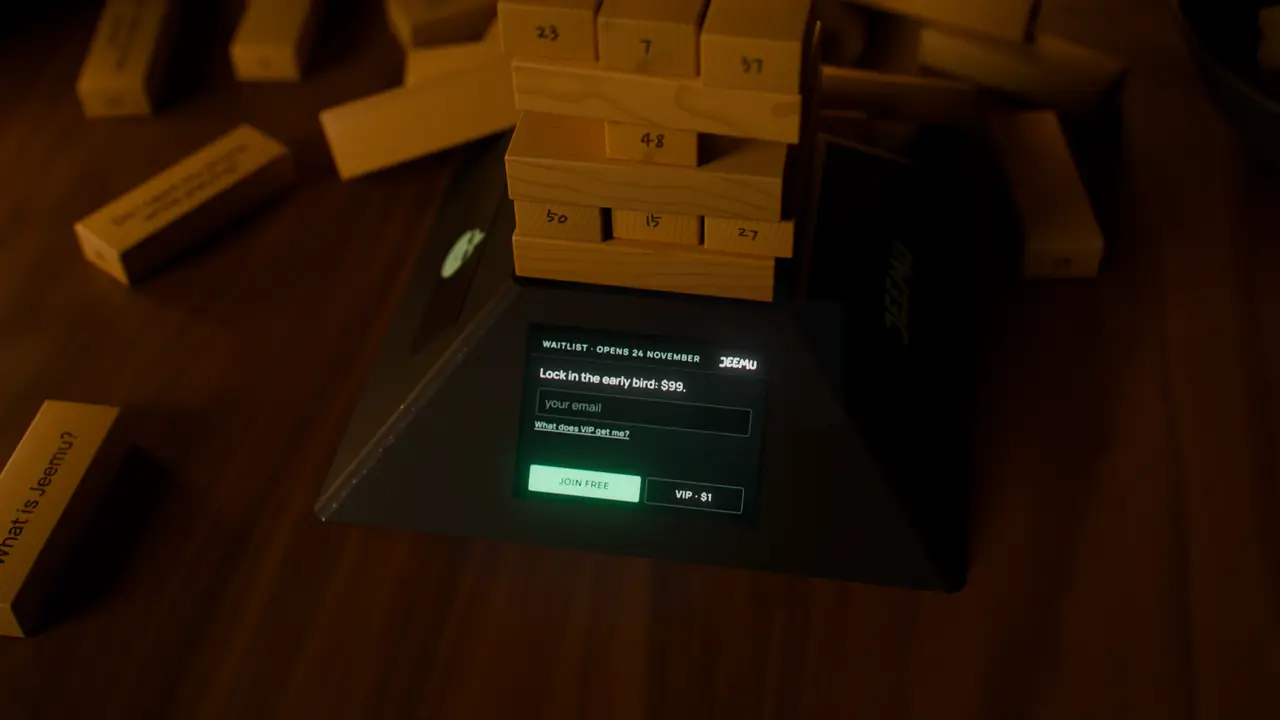 23
7
37
48
50
15
27
JEEMU
WAITLIST · OPENS 24 NOVEMBER
JEEMU
Lock in the early bird: $99.
your email
What does VIP get me?
JOIN FREE
VIP · $1
What is Jeemu?